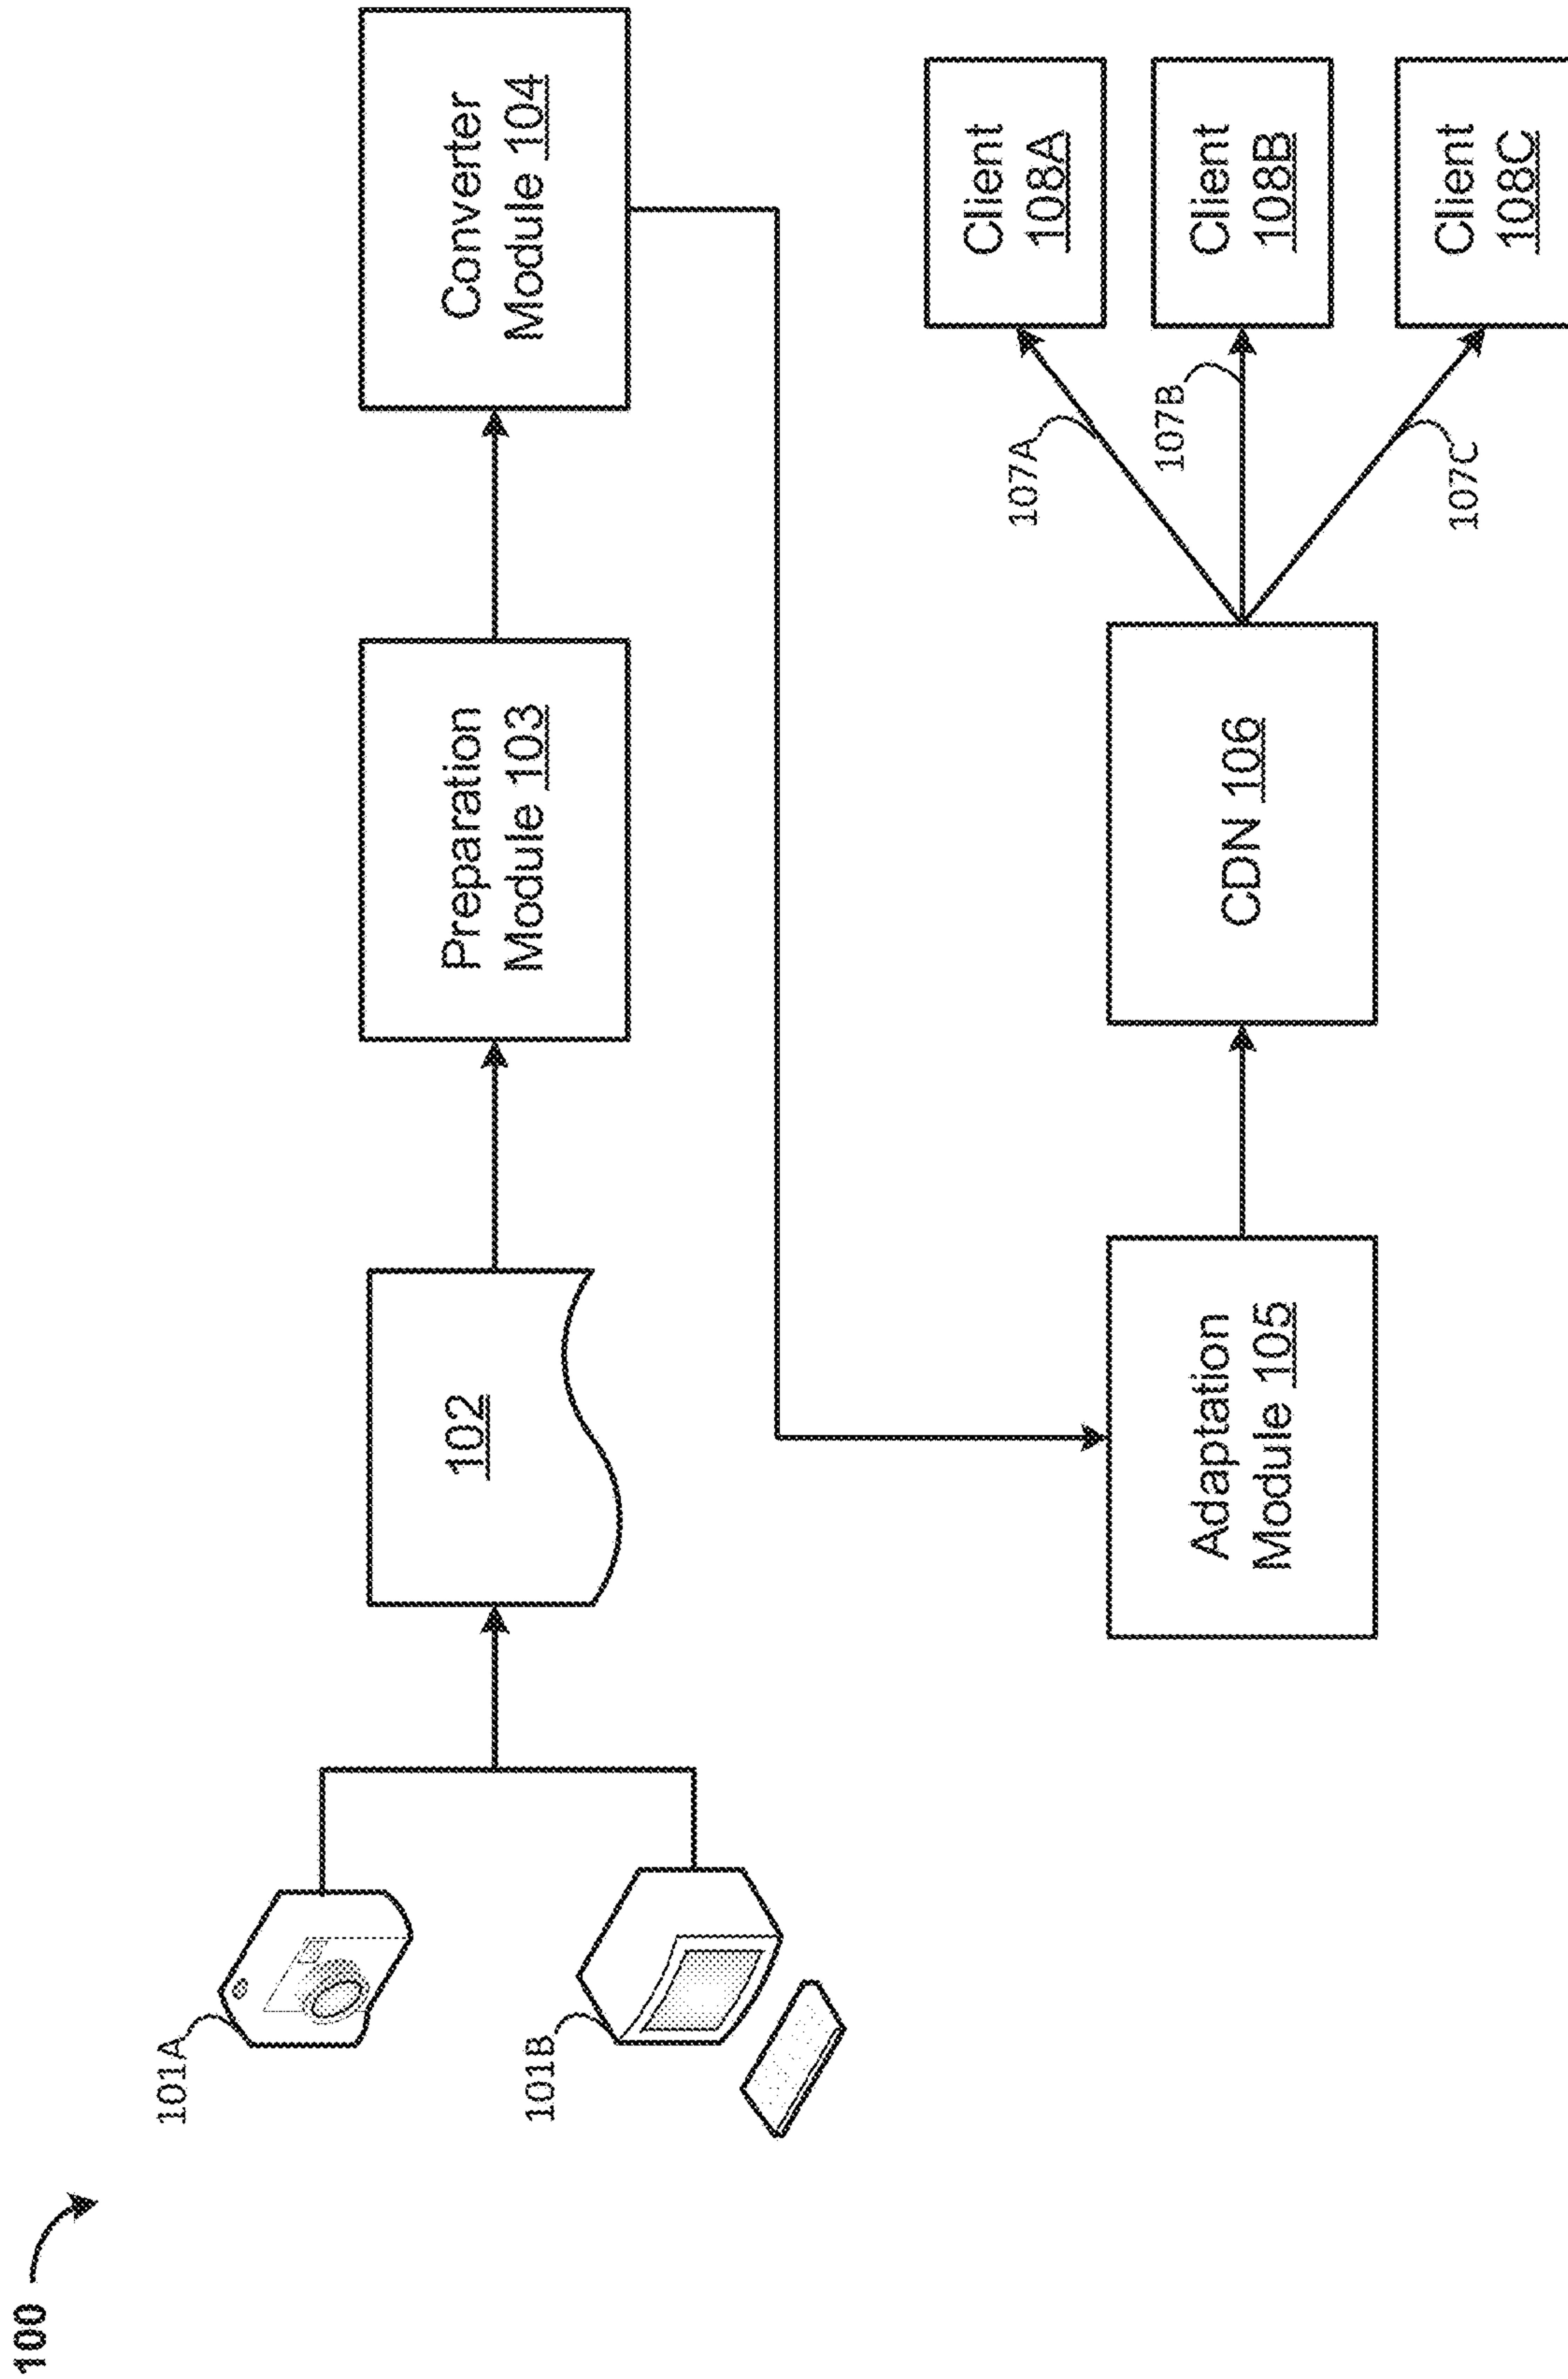 100
101A
101B
102
Preparation
Module 103
Converter
Module 104
Adaptation
Module 105
CDN 106
107A
107B
107C
Client
108A
Client
108B
Client
108C